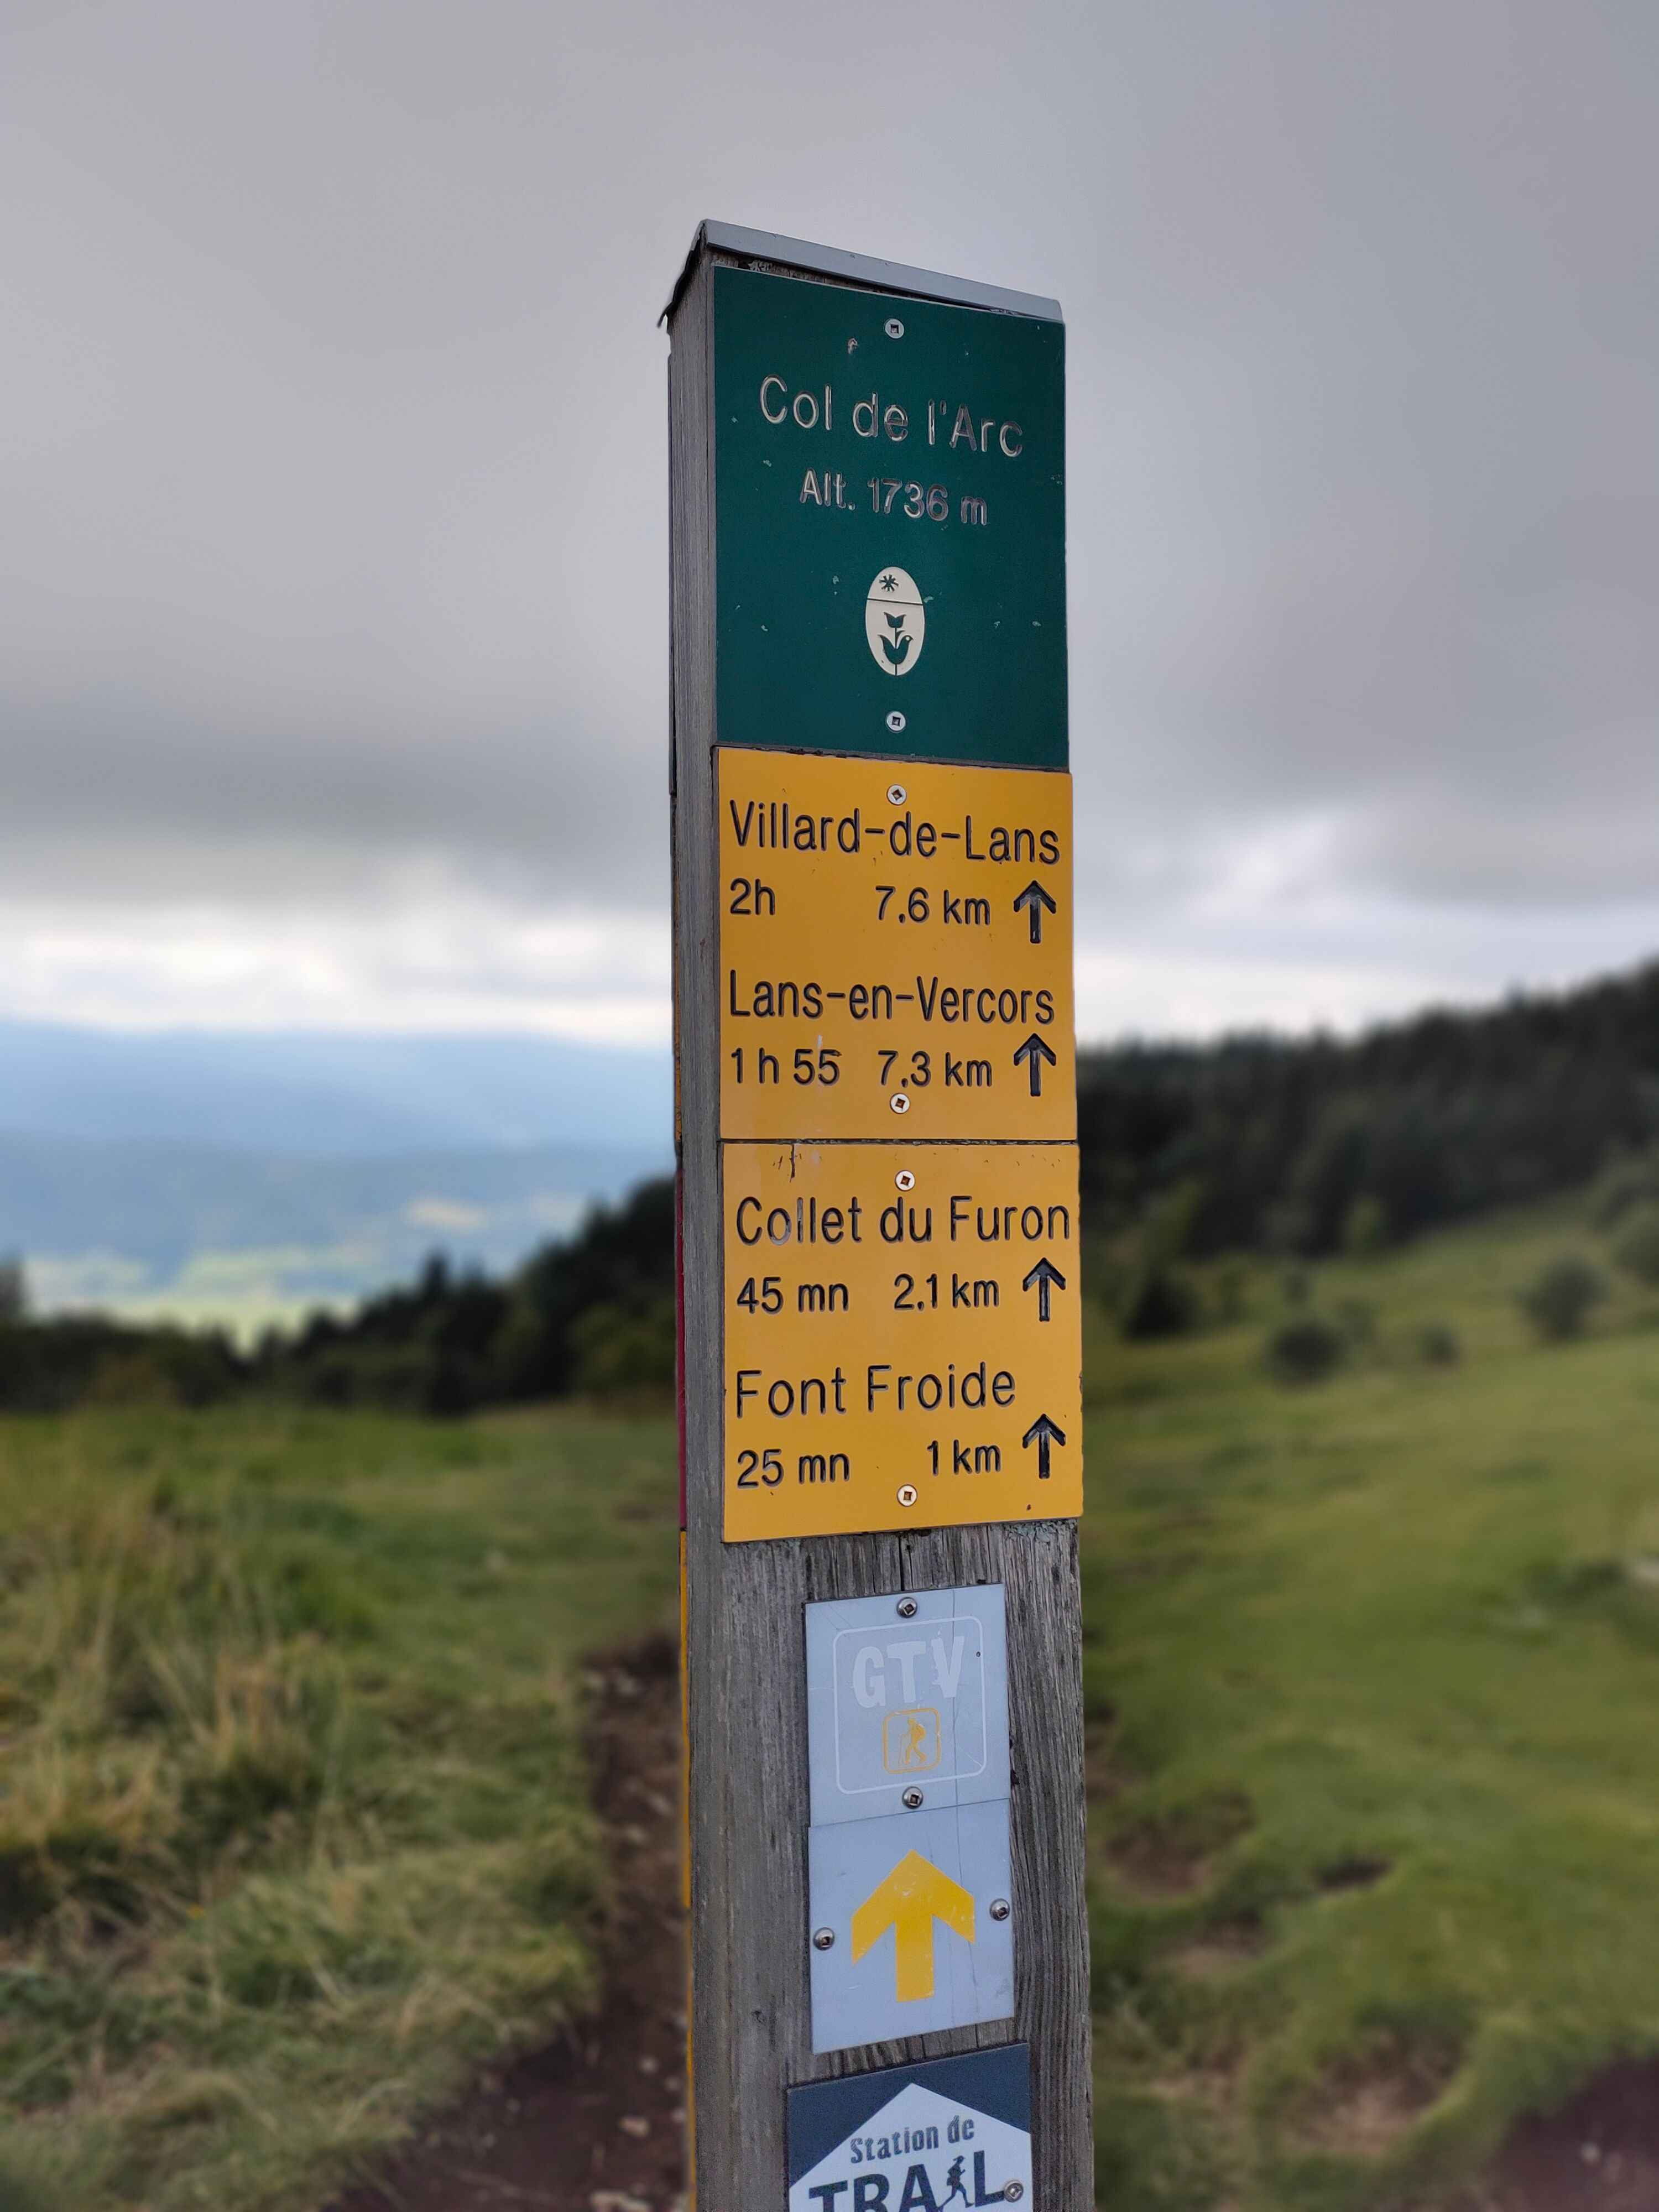 Col de l'Arc
Alt. 1736 m
Villard-de-Lans
2h 7.6 km ↑
Lans-en-Vercors
1h 55 7.3 km ↑
Collet du Furon
45 mn 2.1 km ↑
Font Froide
25 mn 1 km ↑
GTV
Station de
TRAIL